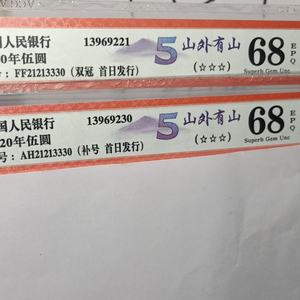 国人民银行 13969221
20年伍圆
: FF21213330 (双冠 首日发行)
5 山外有山
(☆☆☆)
68 EPQ
Superb Gem Unc
国人民银行 13969230
20年伍圆
号: AH21213330 (补号 首日发行)
5 山外有山
(☆☆☆)
68 EPQ
Superb Gem Unc